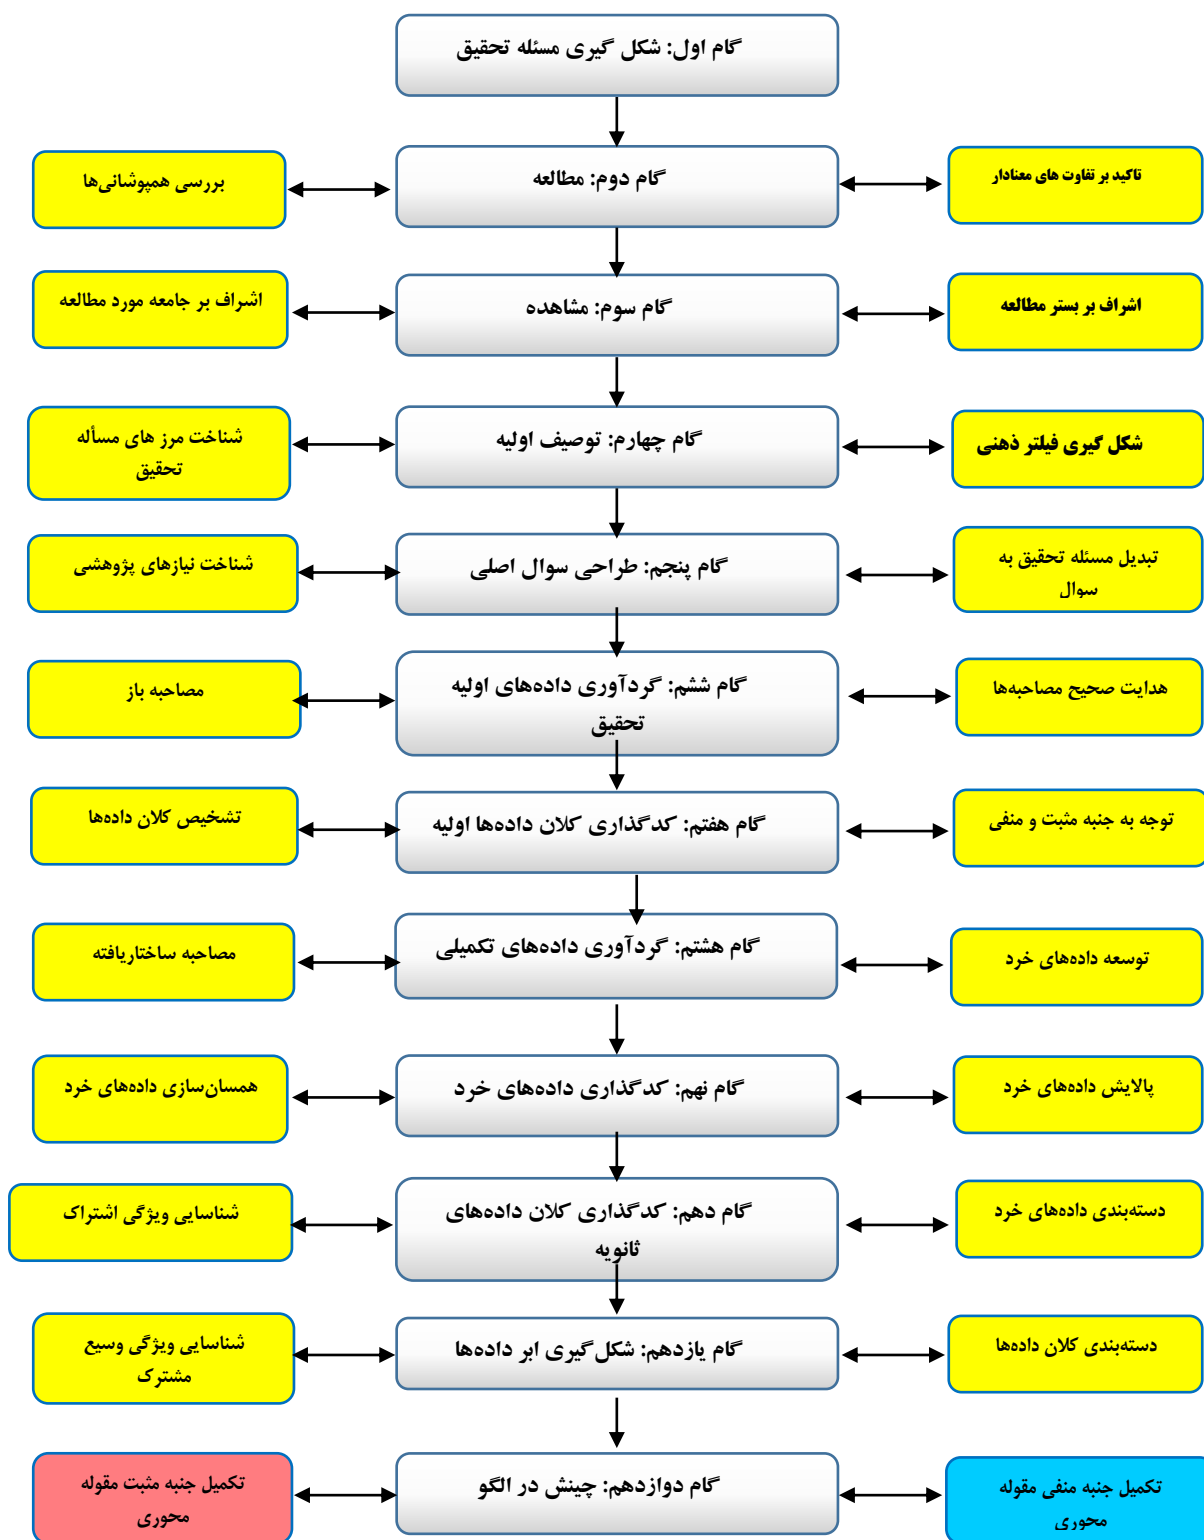 گام اول: شکل گیری مسئله تحقیق
تاکید بر تفاوت های معنادار
گام دوم: مطالعه
بررسی همپوشانی‌ها
اشراف بر بستر مطالعه
گام سوم: مشاهده
اشراف بر جامعه مورد مطالعه
شکل گیری فیلتر ذهنی
گام چهارم: توصیف اولیه
شناخت مرز های مسأله
تحقیق
تبدیل مسئله تحقیق به
سوال
گام پنجم: طراحی سوال اصلی
شناخت نیازهای پژوهشی
هدایت صحیح مصاحبه‌ها
گام ششم: گردآوری داده‌های اولیه
تحقیق
مصاحبه باز
توجه به جنبه مثبت و منفی
گام هفتم: کدگذاری کلان داده‌ها اولیه
تشخیص کلان داده‌ها
توسعه داده‌های خرد
گام هشتم: گردآوری داده‌های تکمیلی
مصاحبه ساختاریافته
پالایش داده‌های خرد
گام نهم: کدگذاری داده‌های خرد
همسان‌سازی داده‌های خرد
دسته‌بندی داده‌های خرد
گام دهم: کدگذاری کلان داده‌های
ثانویه
شناسایی ویژگی اشتراک
دسته‌بندی کلان داده‌ها
گام یازدهم: شکل‌گیری ابر داده‌ها
شناسایی ویژگی وسیع
مشترک
تکمیل جنبه منفی مقوله
محوری
گام دوازدهم: چینش در الگو
تکمیل جنبه مثبت مقوله
محوری